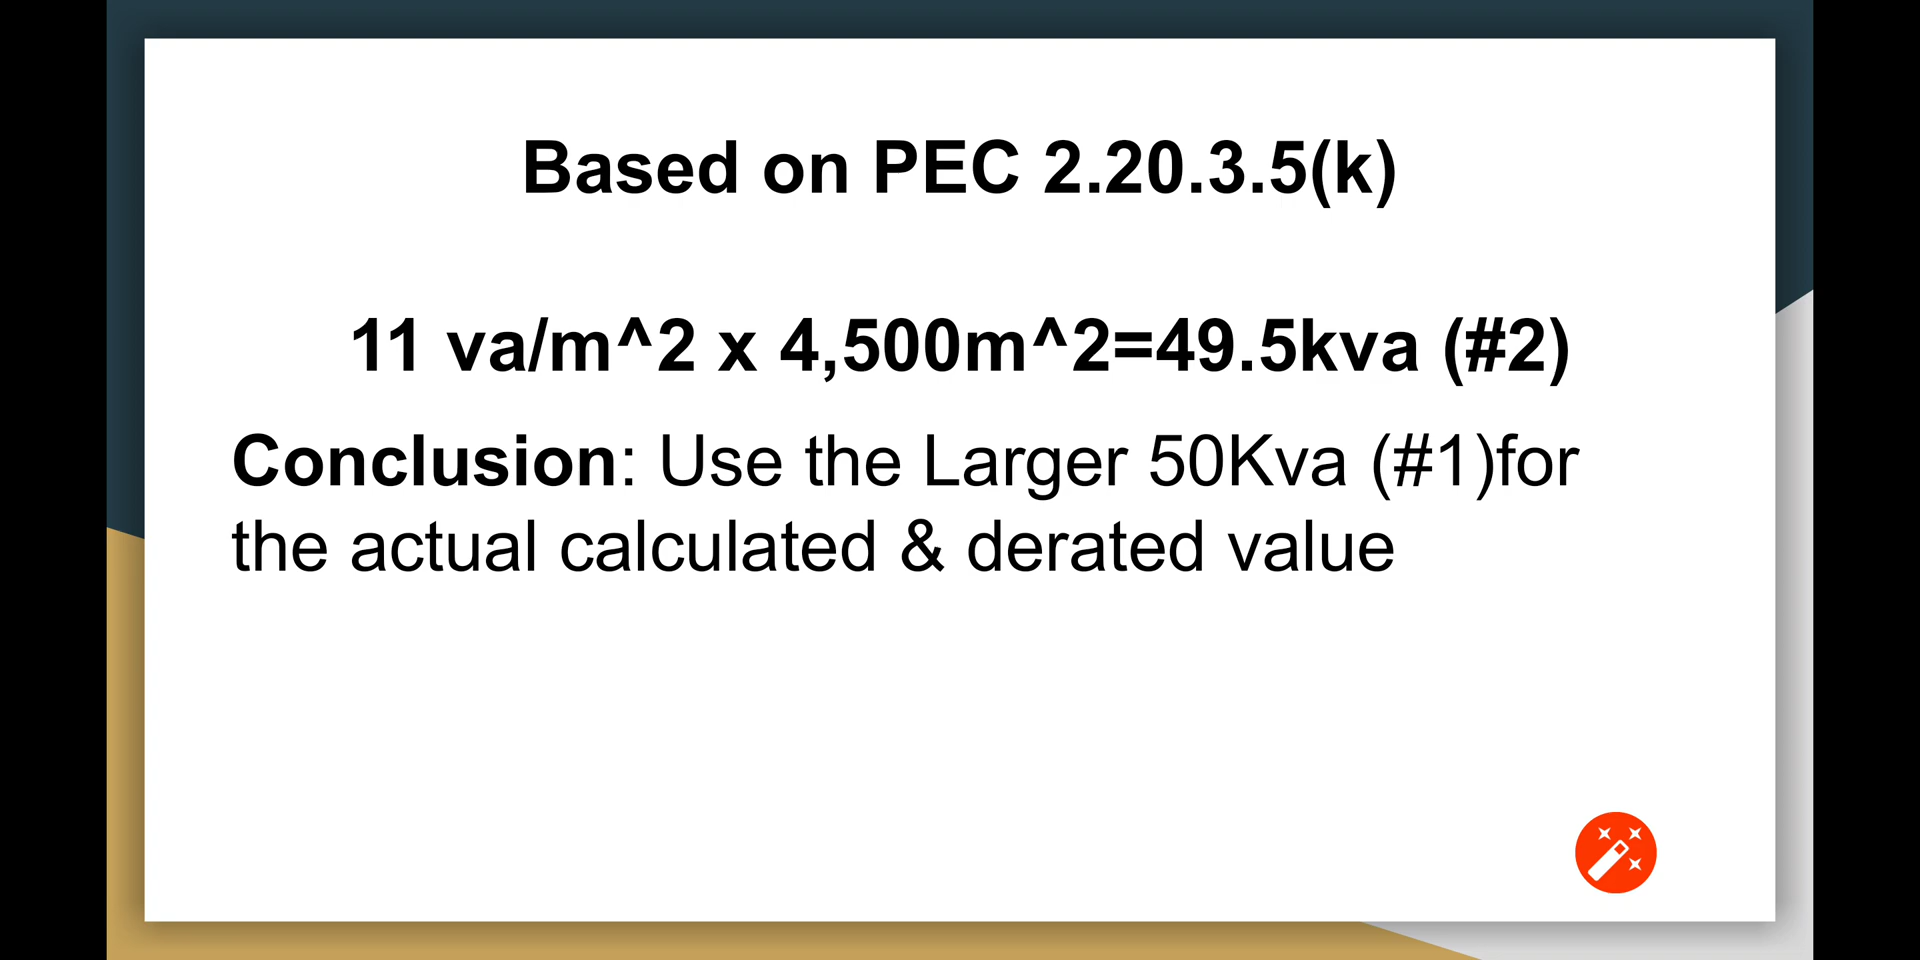 Based on PEC 2.20.3.5(k)
11 va/m^2 x 4,500m^2=49.5kva (#2)
Conclusion: Use the Larger 50Kva (#1)for
the actual calculated & derated value